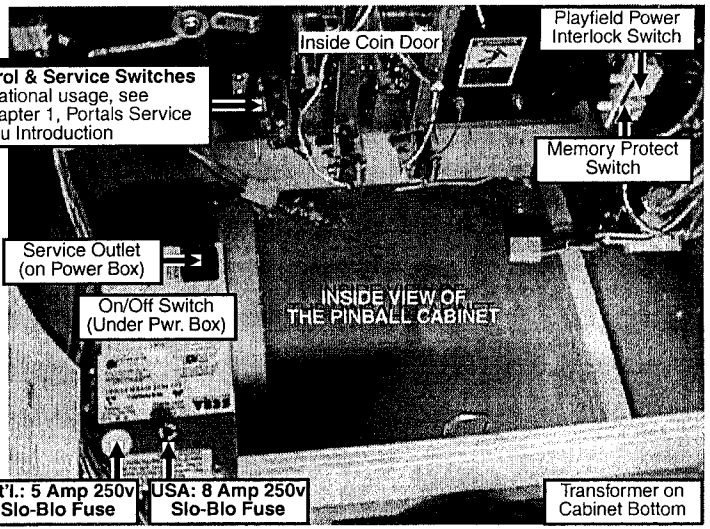 Inside Coin Door
Playfield Power
Interlock Switch
rol & Service Switches
ational usage, see
apter 1, Portals Service
u Introduction
Memory Protect
Switch
Service Outlet
(on Power Box)
On/Off Switch
(Under Pwr. Box)
INSIDE VIEW OF
THE PINBALL CABINET
SEGA
t'l.: 5 Amp 250v
Slo-Blo Fuse
USA: 8 Amp 250v
Slo-Blo Fuse
Transformer on
Cabinet Bottom